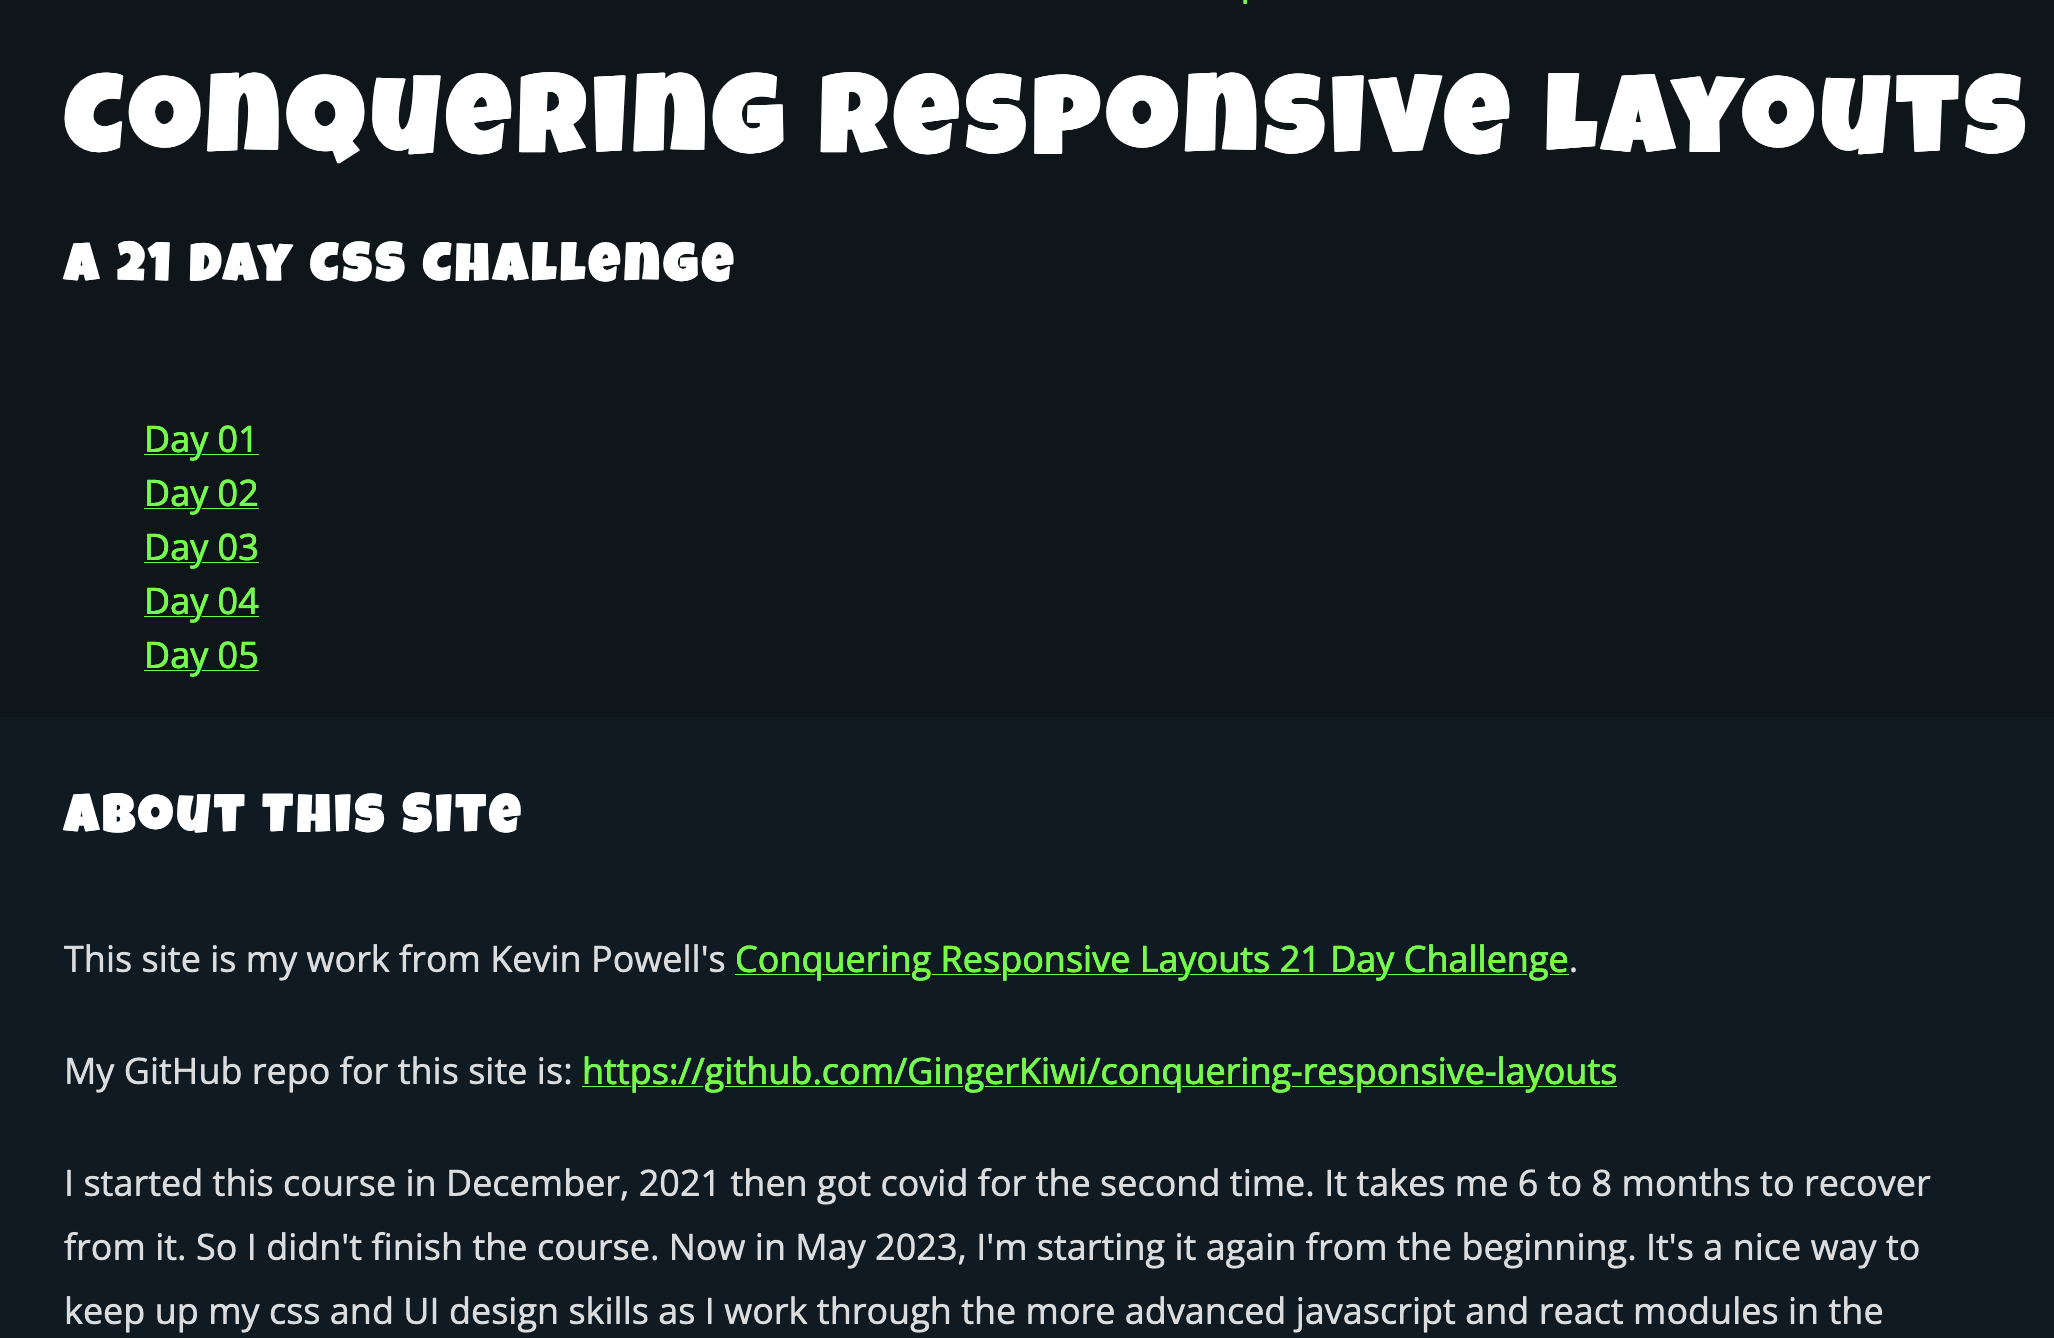 Conquering Responsive Layouts
A 21 Day CSS Challenge
Day 01
Day 02
Day 03
Day 04
Day 05
About This Site
This site is my work from Kevin Powell's Conquering Responsive Layouts 21 Day Challenge.
My GitHub repo for this site is: https://github.com/GingerKiwi/conquering-responsive-layouts
I started this course in December, 2021 then got covid for the second time. It takes me 6 to 8 months to recover
from it. So I didn't finish the course. Now in May 2023, I'm starting it again from the beginning. It's a nice way to
keep up my css and UI design skills as I work through the more advanced javascript and react modules in the